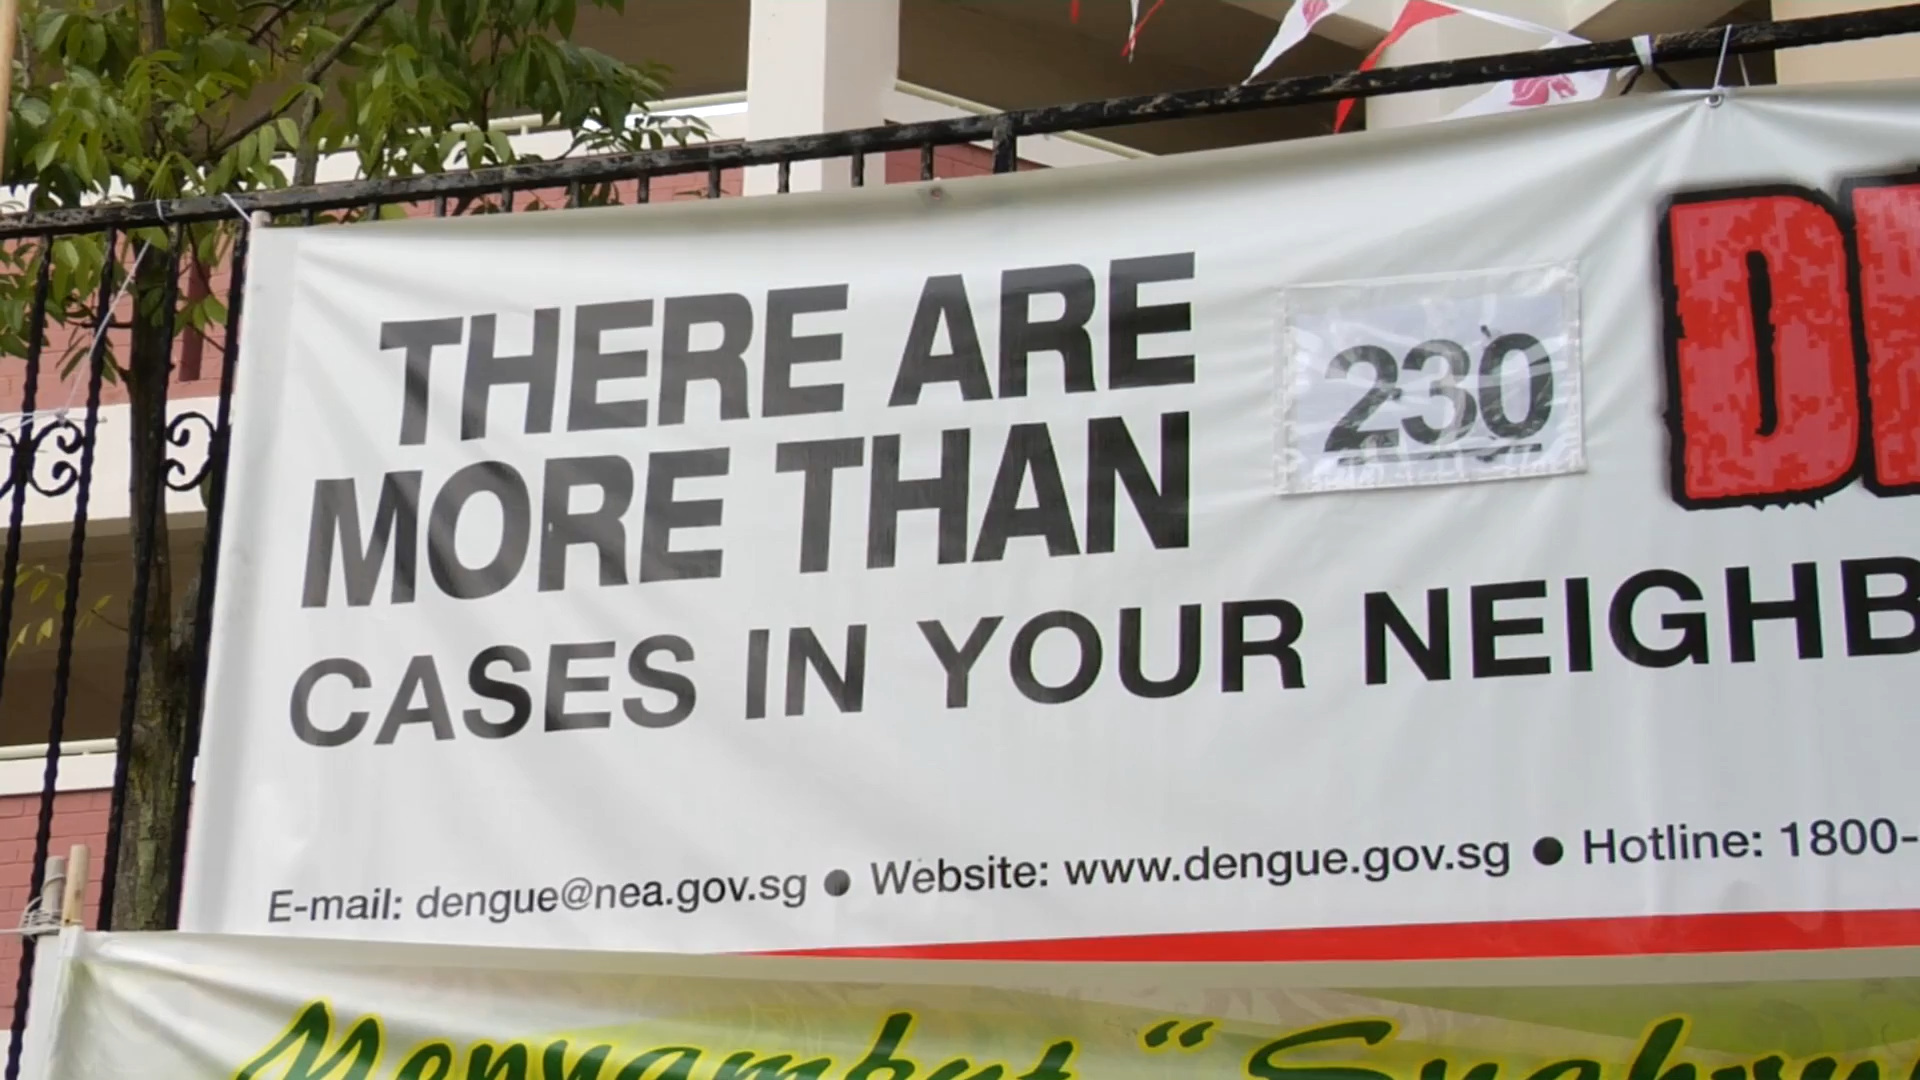 THERE ARE
MORE THAN
230
CASES IN YOUR NEIGHB
E-mail: dengue@nea.gov.sg ● Website: www.dengue.gov.sg ● Hotline: 1800-
Menyambut "